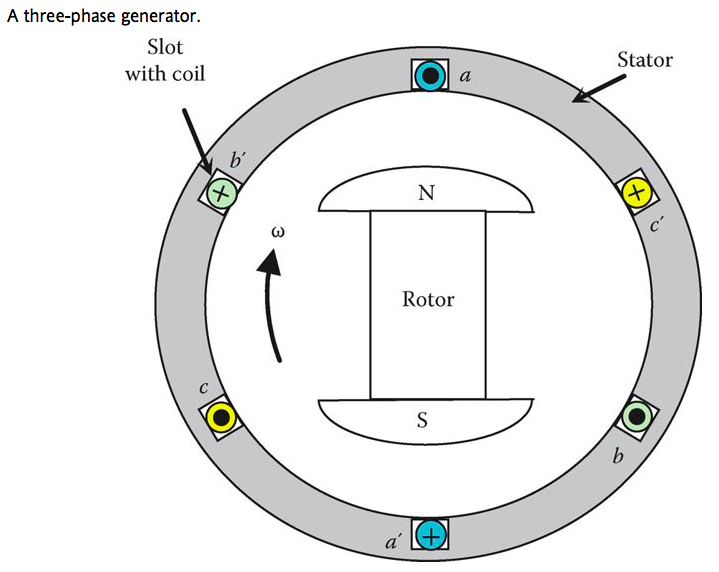 A three-phase generator.
Slot
with coil
Stator
a
b′
c′
N
ω
Rotor
c
S
b
a′